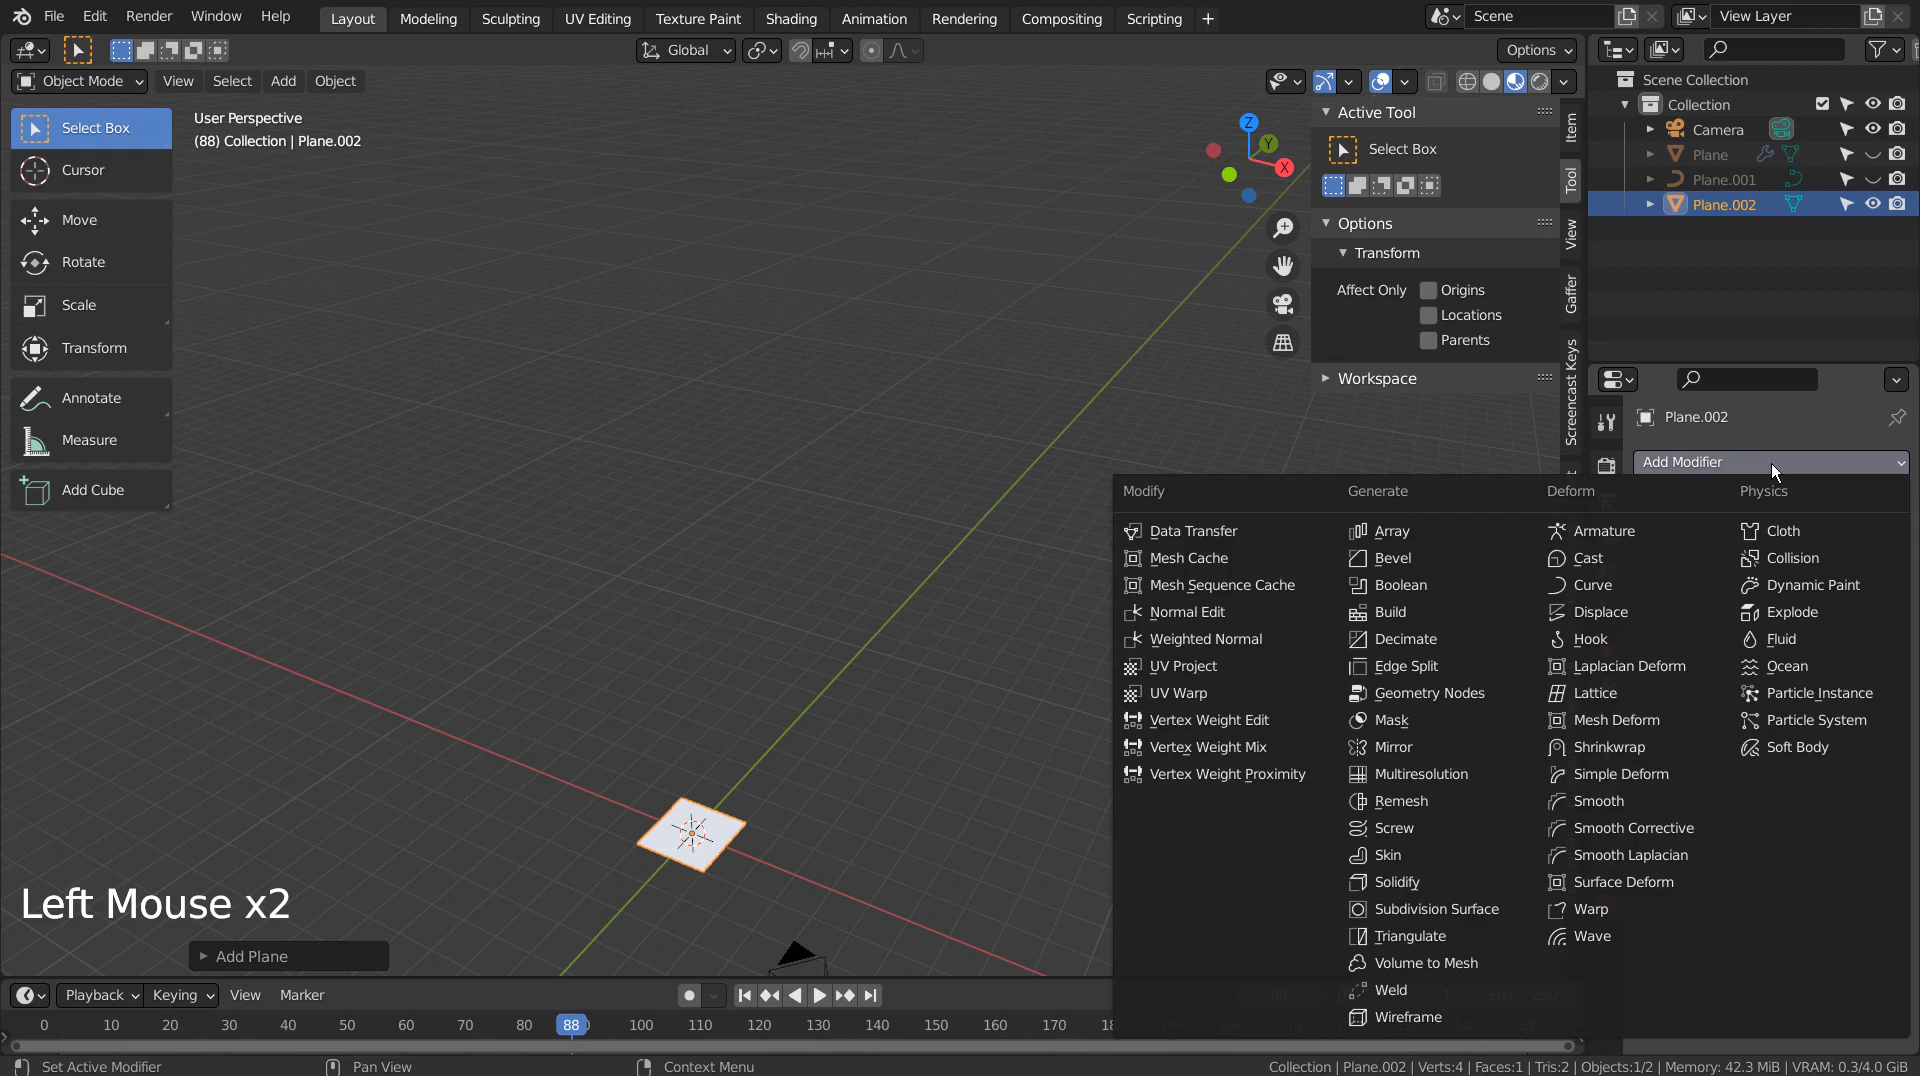 File Edit Render Window Help Layout Modeling Sculpting UV Editing Texture Paint Shading Animation Rendering Compositing Scripting + Scene View Layer
Global Options
Object Mode View Select Add Object
Scene Collection
Collection
Camera
Plane
Plane.001
Plane.002
Select Box
Cursor
Move
Rotate
Scale
Transform
Annotate
Measure
Add Cube
User Perspective
(88) Collection | Plane.002
Z
Y
X
Active Tool
Select Box
Options
Transform
Affect Only Origins
Locations
Parents
Workspace
Item
Tool
View
Gaffer
Screencast Keys
Plane.002
Add Modifier
Modify
Data Transfer
Mesh Cache
Mesh Sequence Cache
Normal Edit
Weighted Normal
UV Project
UV Warp
Vertex Weight Edit
Vertex Weight Mix
Vertex Weight Proximity
Generate
Array
Bevel
Boolean
Build
Decimate
Edge Split
Geometry Nodes
Mask
Mirror
Multiresolution
Remesh
Screw
Skin
Solidify
Subdivision Surface
Triangulate
Volume to Mesh
Weld
Wireframe
Deform
Armature
Cast
Curve
Displace
Hook
Laplacian Deform
Lattice
Mesh Deform
Shrinkwrap
Simple Deform
Smooth
Smooth Corrective
Smooth Laplacian
Surface Deform
Warp
Wave
Physics
Cloth
Collision
Dynamic Paint
Explode
Fluid
Ocean
Particle Instance
Particle System
Soft Body
Left Mouse x2
Add Plane
Playback Keying View Marker
0 10 20 30 40 50 60 70 80 88 100 110 120 130 140 150 160 170
Set Active Modifier Pan View Context Menu Collection | Plane.002 | Verts:4 | Faces:1 | Tris:2 | Objects:1/2 | Memory: 42.3 MiB | VRAM: 0.3/4.0 GiB